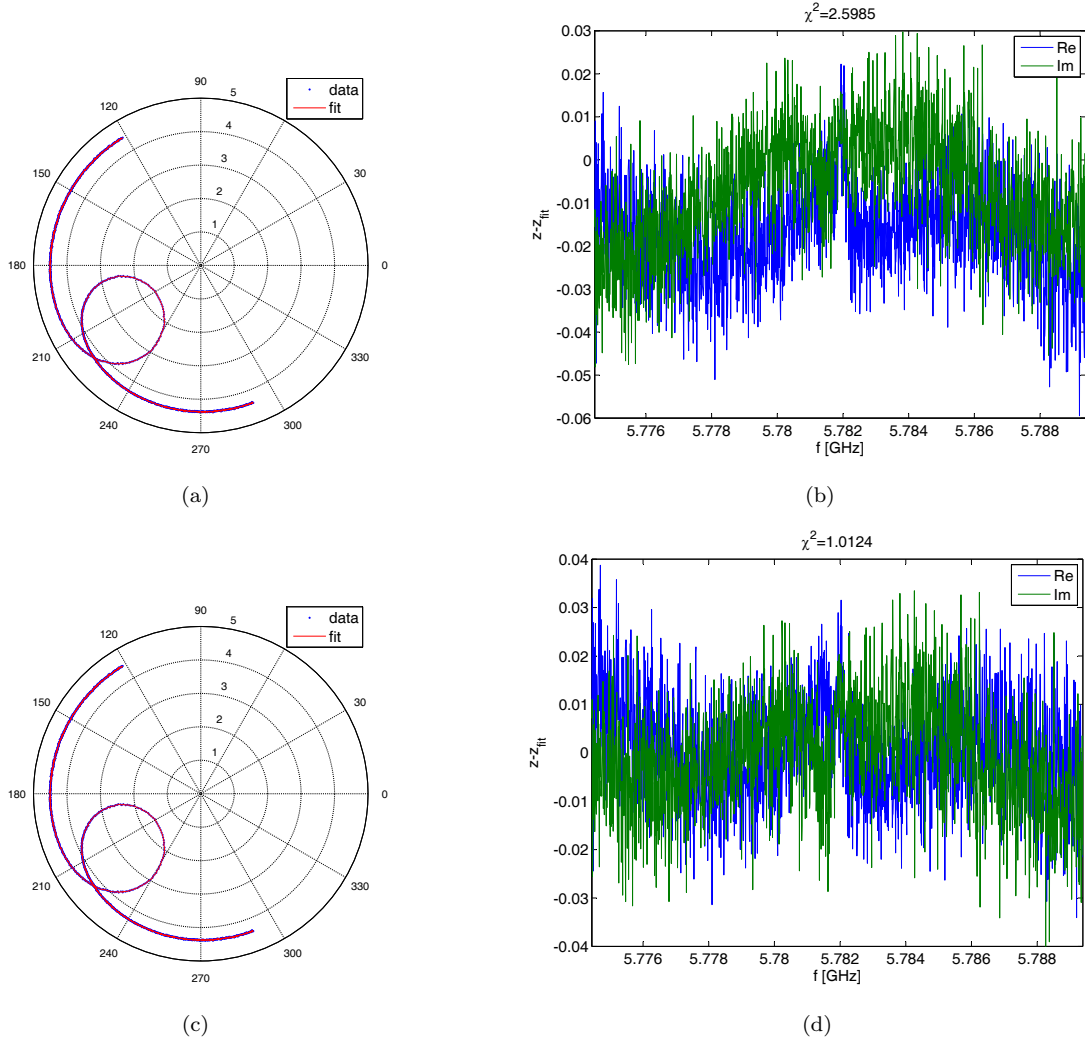 90
120
5
data
fit
4
150
3
30
2
1
180
0
210
330
240
300
270
(a)
χ²=2.5985
0.03
0.02
0.01
0
-0.01
-0.02
-0.03
-0.04
-0.05
-0.06
z-z_fit
Re
Im
5.776 5.778 5.78 5.782 5.784 5.786 5.788
f [GHz]
(b)
90
120
5
data
fit
4
150
3
30
2
1
180
0
210
330
240
300
270
(c)
χ²=1.0124
0.04
0.03
0.02
0.01
0
-0.01
-0.02
-0.03
-0.04
z-z_fit
Re
Im
5.776 5.778 5.78 5.782 5.784 5.786 5.788
f [GHz]
(d)